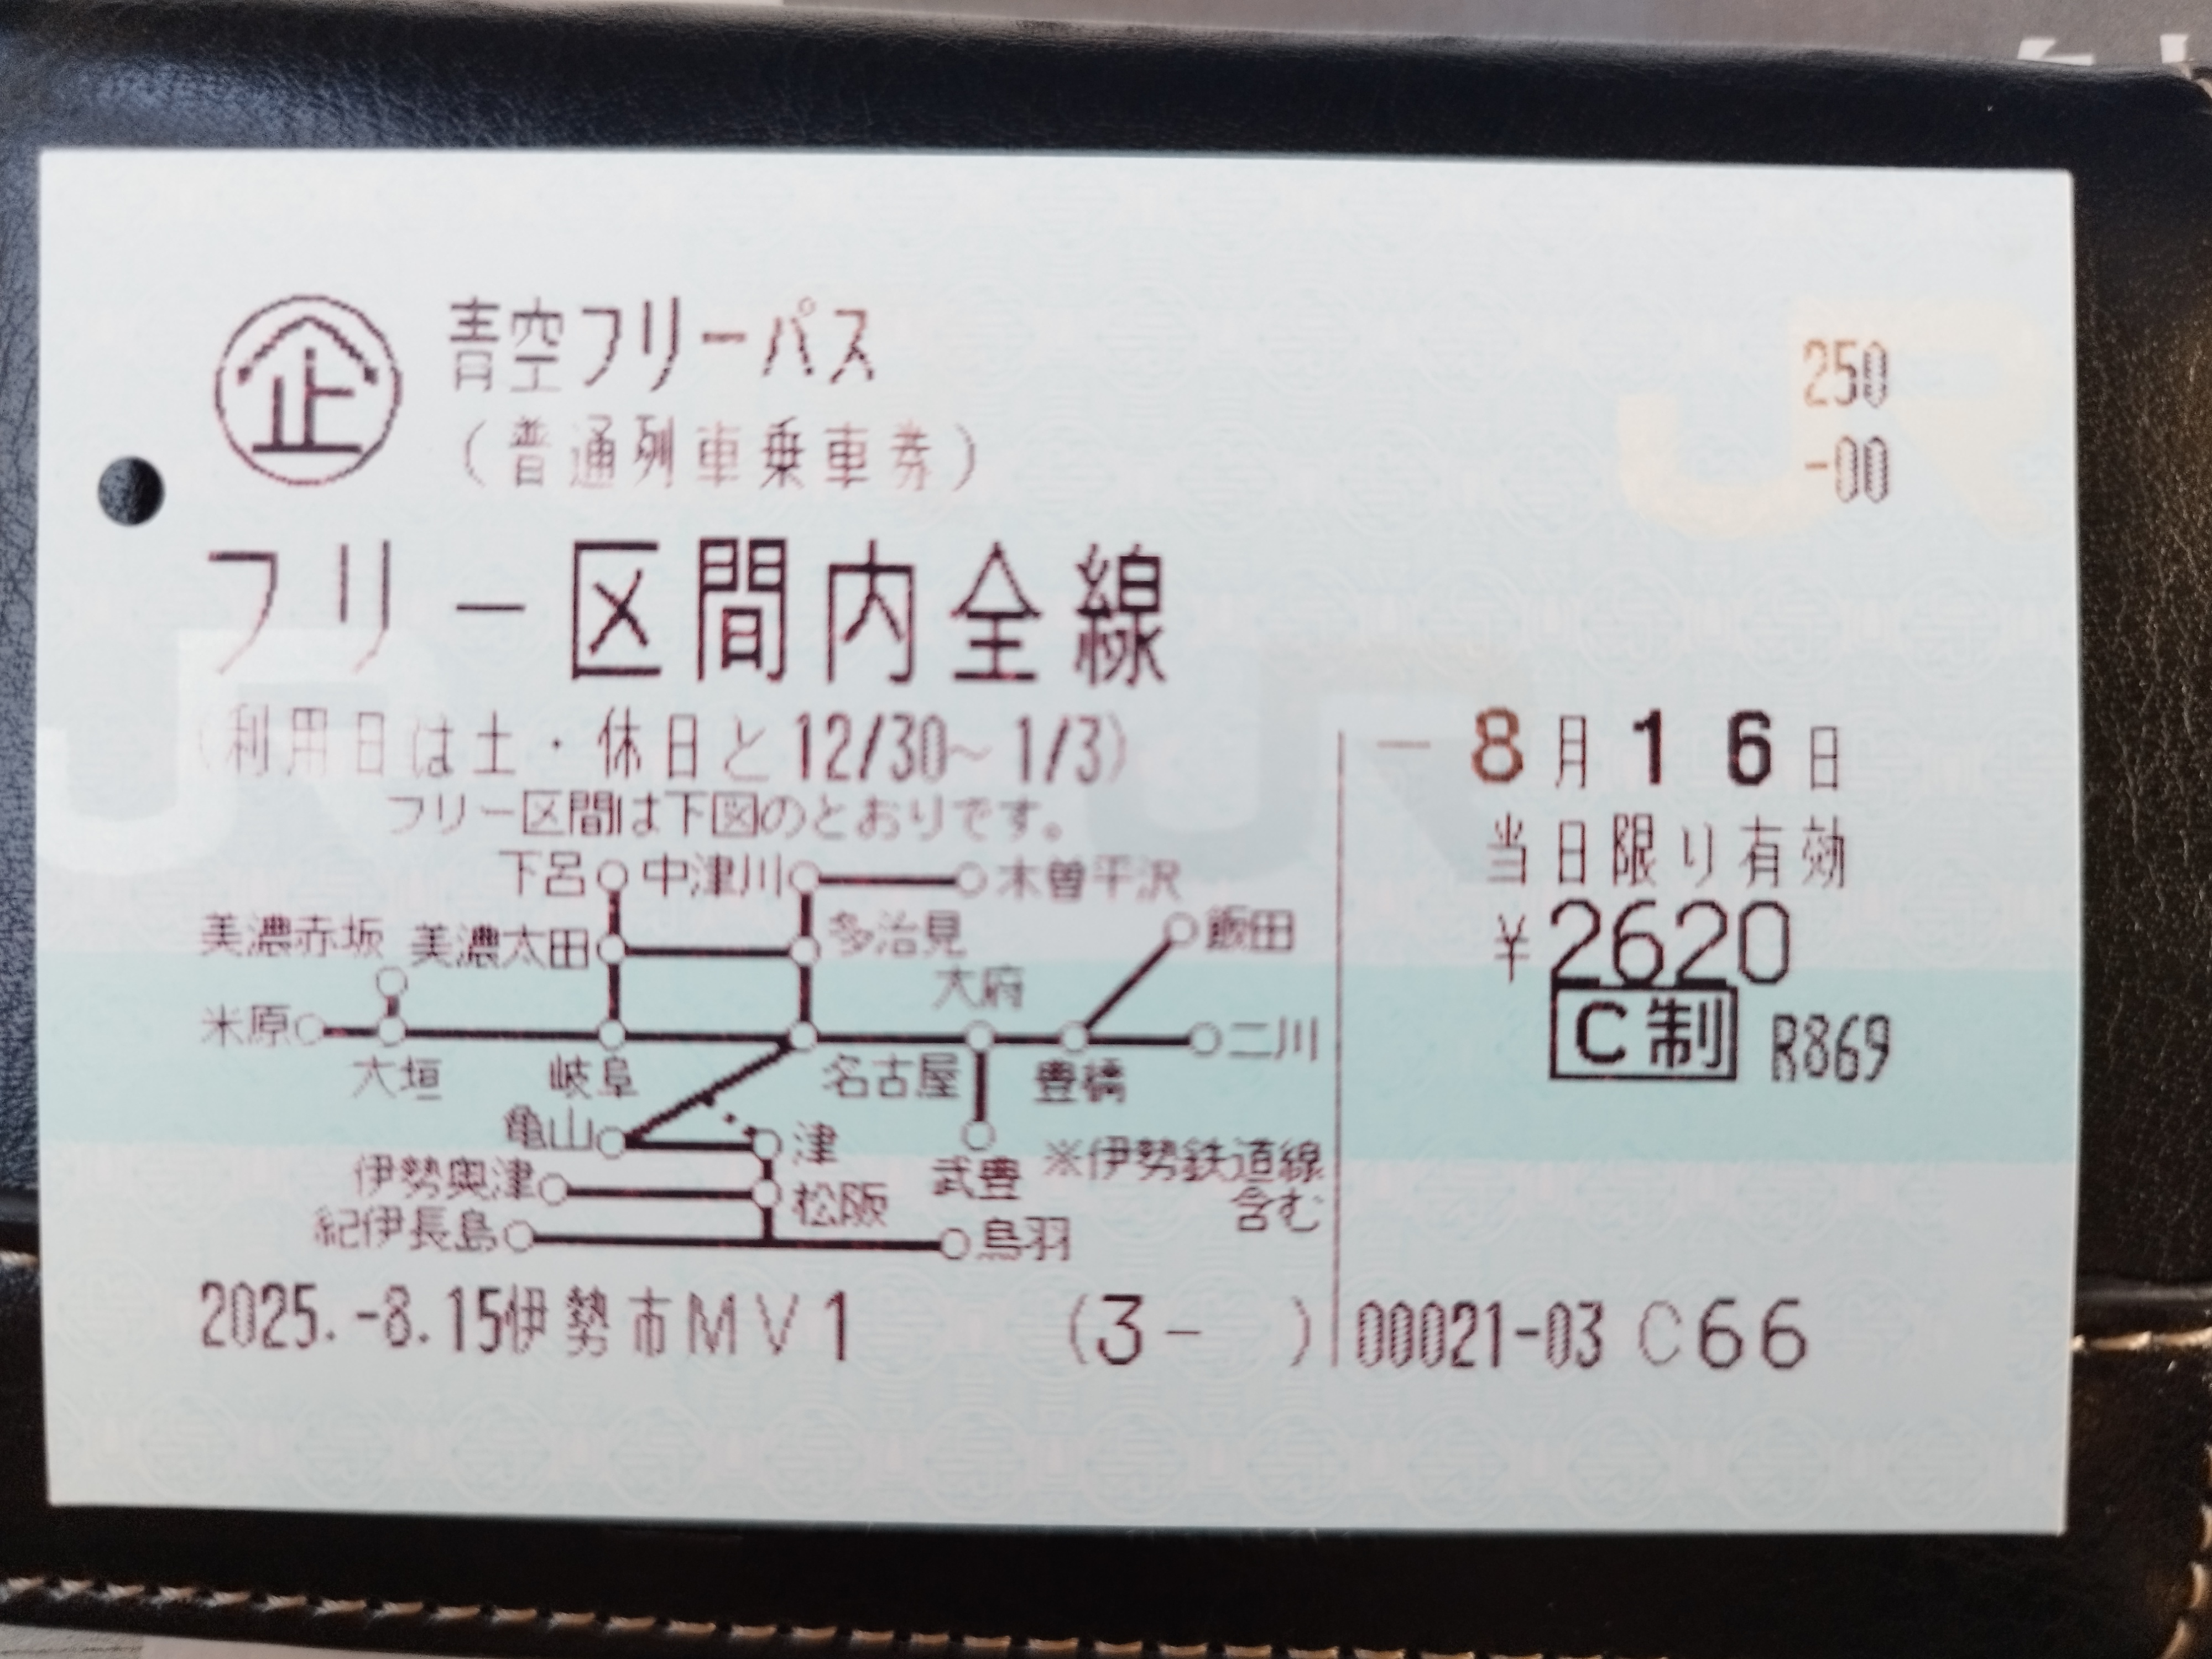 企 青空フリーパス
250
(普通列車乗車券)
-00
フリー区間内全線
(利用日は土・休日と12/30~1/3)
-8月16日
フリー区間は下図のとおりです。
当日限り有効
下呂 中津川 木曽平沢
¥2620
美濃赤坂 美濃太田 多治見 飯田
大府
C制 R869
米原 二川
大垣 岐阜 名古屋 豊橋
亀山 津
※伊勢鉄道線
伊勢奥津 松阪 武豊
含む
紀伊長島 鳥羽
2025.-8.15伊勢市MV1 (3- ) 00021-03 C66
JR
JR
JR